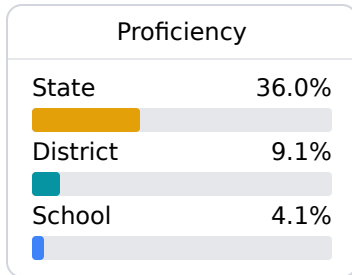 Proficiency
State 36.0%
District 9.1%
School 4.1%